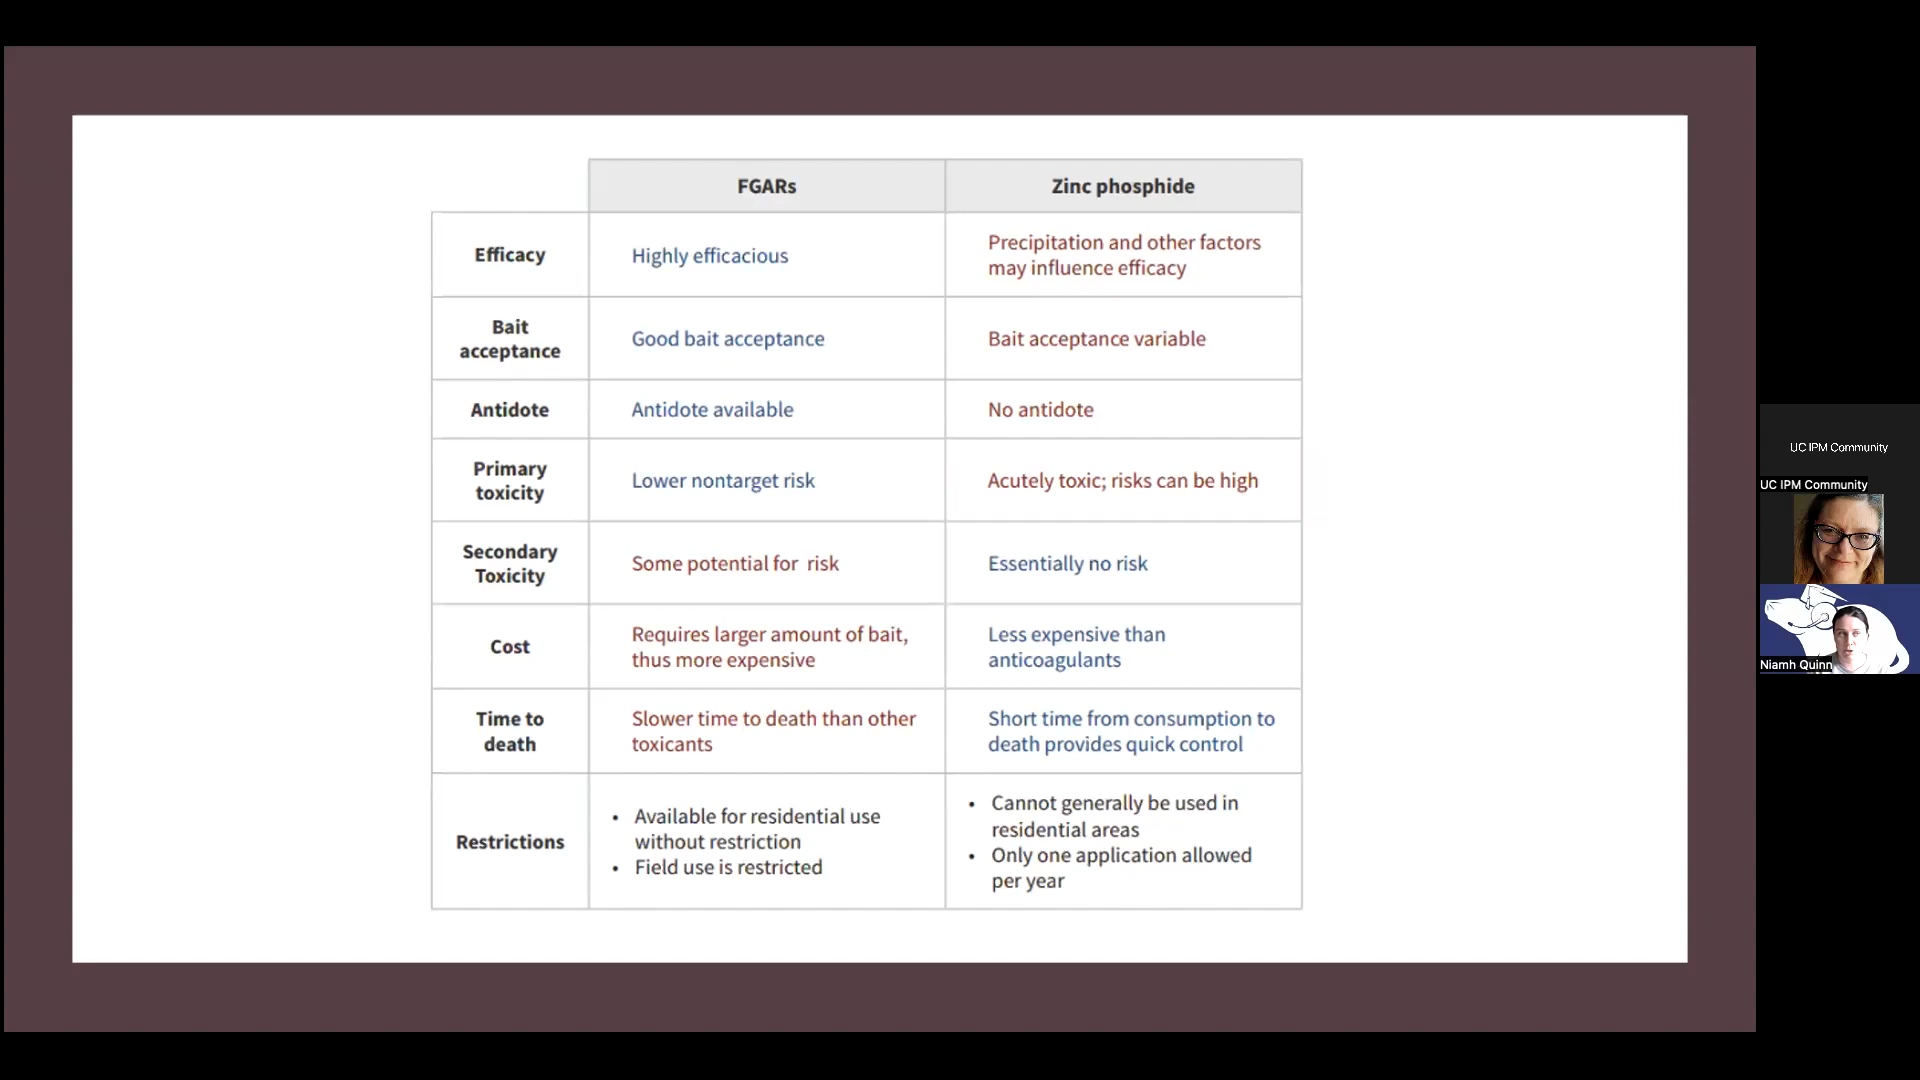 FGARs
Zinc phosphide
Efficacy
Highly efficacious
Precipitation and other factors
may influence efficacy
Bait
acceptance
Good bait acceptance
Bait acceptance variable
Antidote
Antidote available
No antidote
Primary
toxicity
Lower nontarget risk
Acutely toxic; risks can be high
Secondary
Toxicity
Some potential for risk
Essentially no risk
Cost
Requires larger amount of bait,
thus more expensive
Less expensive than
anticoagulants
Time to
death
Slower time to death than other
toxicants
Short time from consumption to
death provides quick control
Restrictions
• Available for residential use
without restriction
• Field use is restricted
• Cannot generally be used in
residential areas
• Only one application allowed
per year
UC IPM Community
UC IPM Community
Niamh Quinn